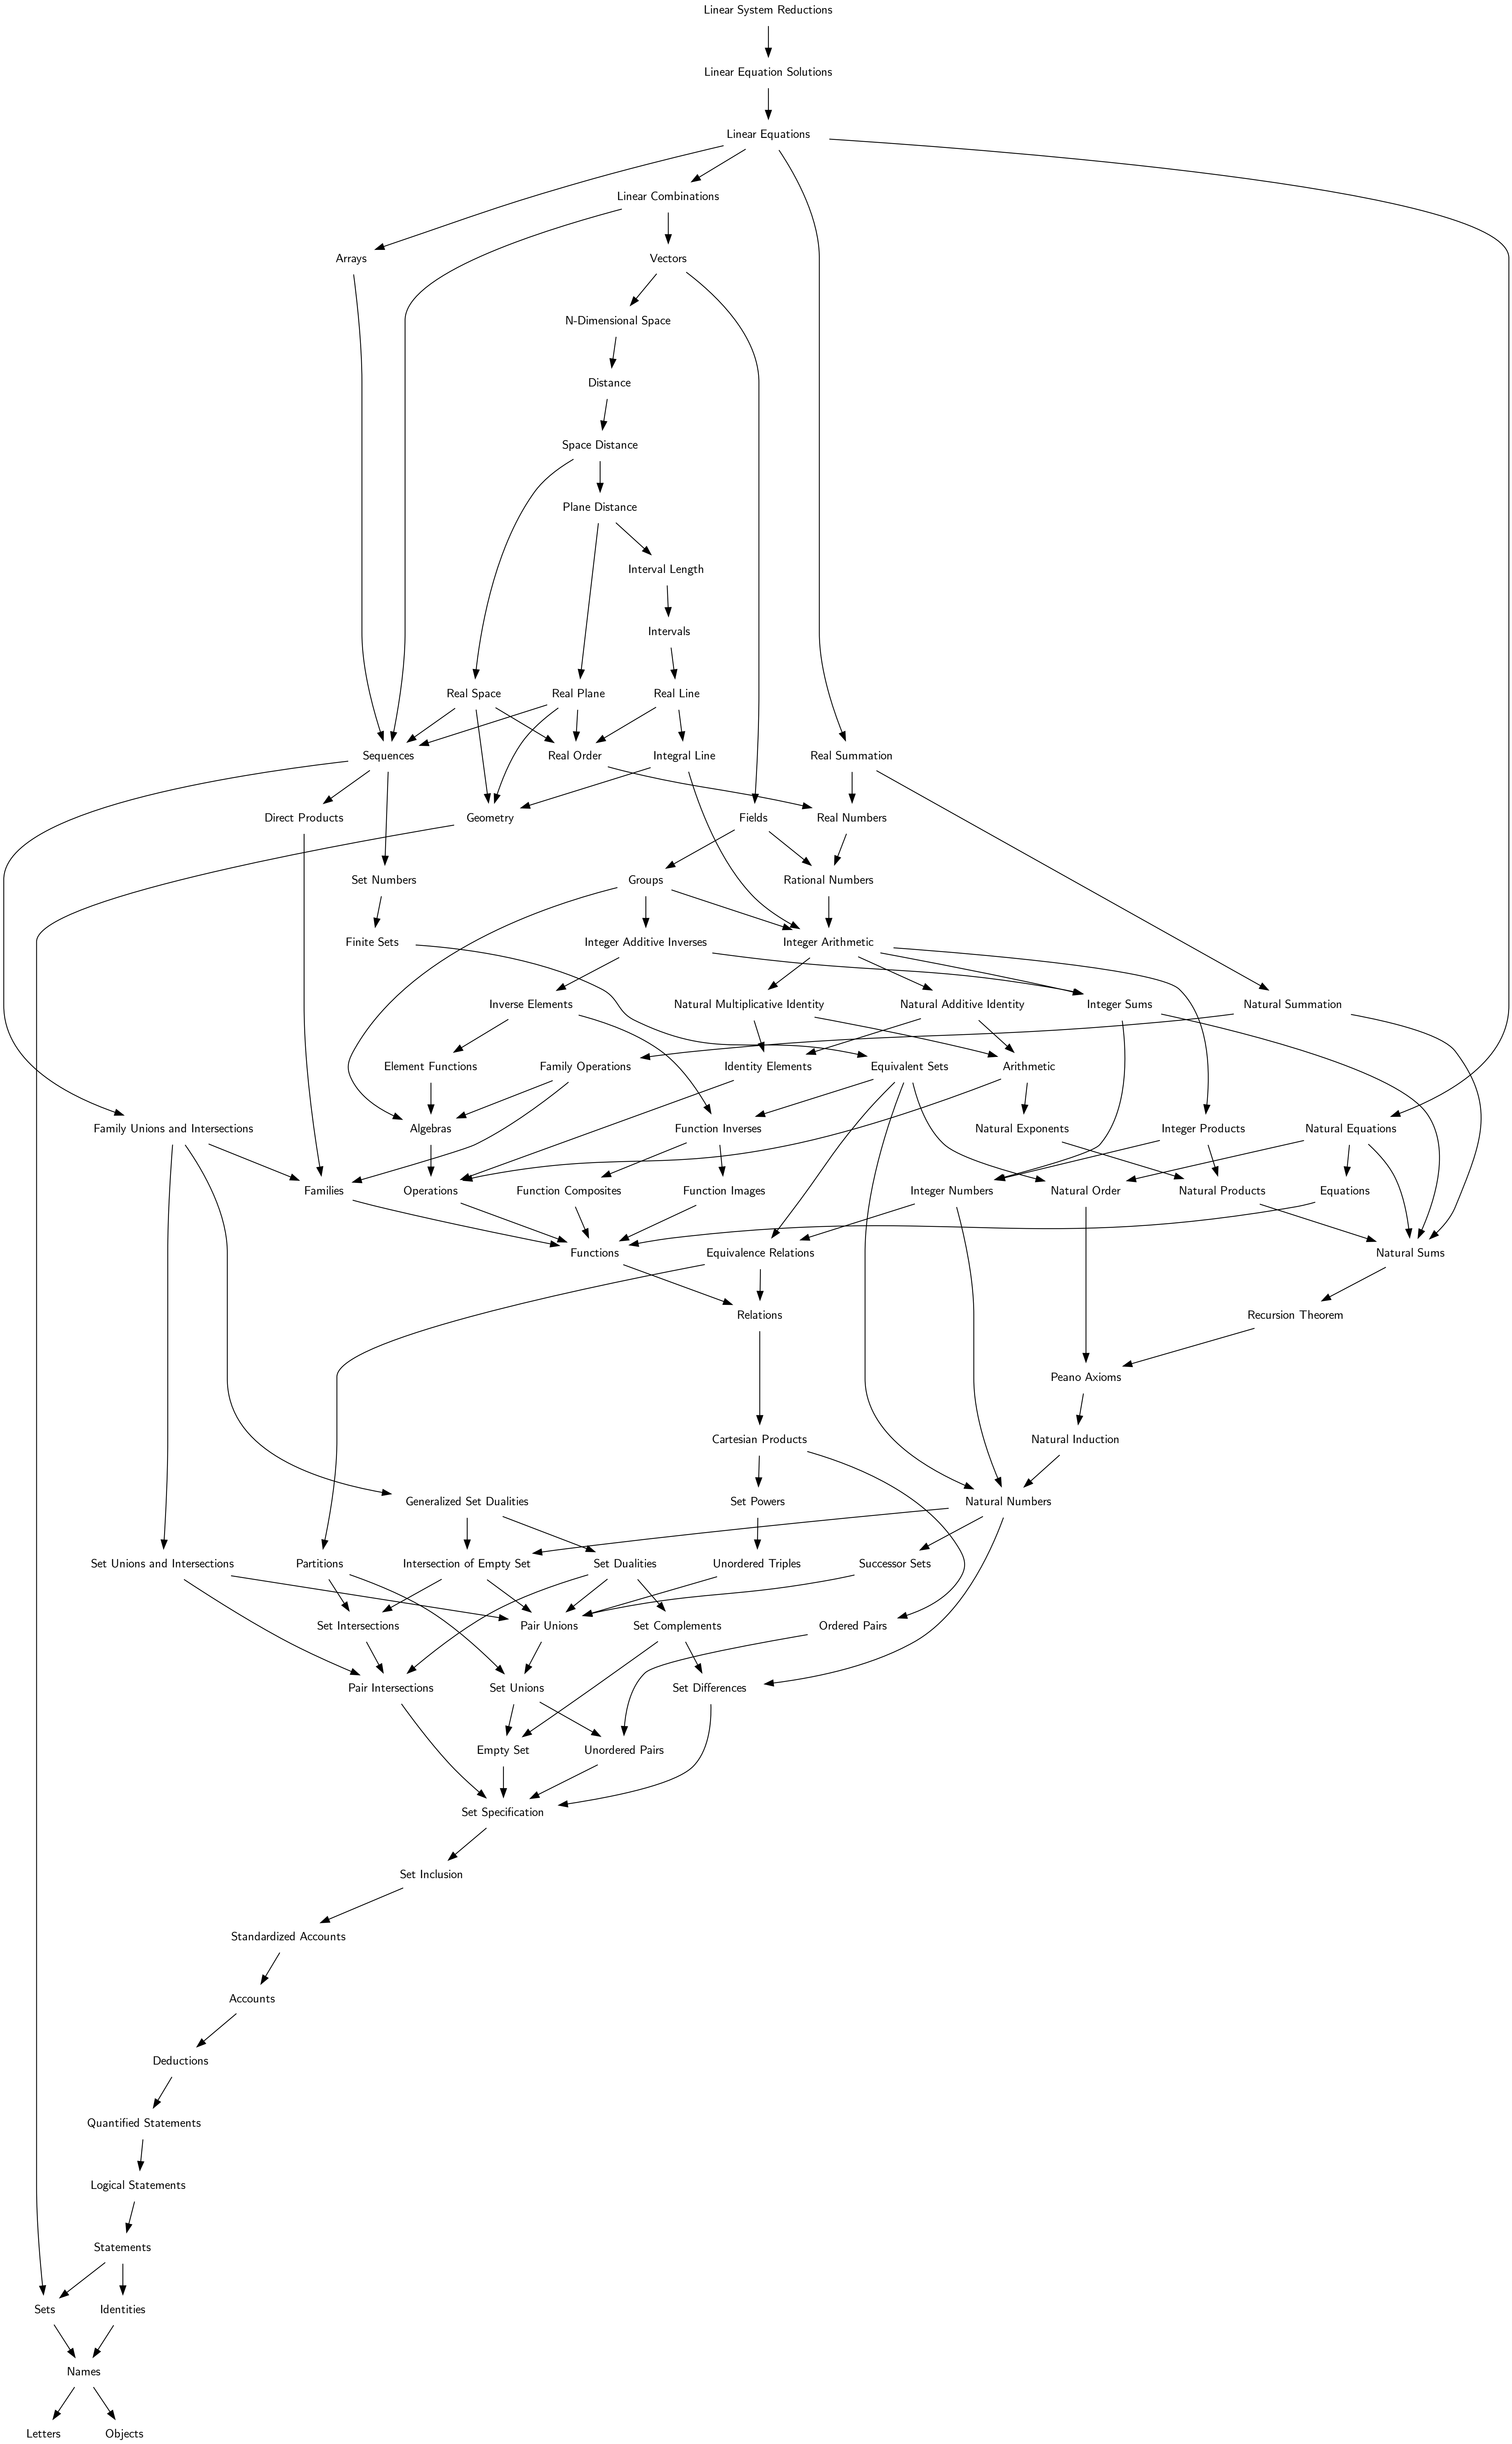 Linear System Reductions
Linear Equation Solutions
Linear Equations
Linear Combinations
Arrays
Vectors
N-Dimensional Space
Distance
Space Distance
Plane Distance
Interval Length
Intervals
Real Space
Real Plane
Real Line
Sequences
Real Order
Integral Line
Real Summation
Direct Products
Geometry
Fields
Real Numbers
Set Numbers
Groups
Rational Numbers
Finite Sets
Integer Additive Inverses
Integer Arithmetic
Inverse Elements
Natural Multiplicative Identity
Natural Additive Identity
Integer Sums
Natural Summation
Element Functions
Family Operations
Identity Elements
Equivalent Sets
Arithmetic
Family Unions and Intersections
Algebras
Function Inverses
Natural Exponents
Integer Products
Natural Equations
Families
Operations
Function Composites
Function Images
Integer Numbers
Natural Order
Natural Products
Equations
Functions
Equivalence Relations
Natural Sums
Relations
Recursion Theorem
Peano Axioms
Cartesian Products
Natural Induction
Generalized Set Dualities
Set Powers
Natural Numbers
Set Unions and Intersections
Partitions
Intersection of Empty Set
Set Dualities
Unordered Triples
Successor Sets
Set Intersections
Pair Unions
Set Complements
Ordered Pairs
Pair Intersections
Set Unions
Set Differences
Empty Set
Unordered Pairs
Set Specification
Set Inclusion
Standardized Accounts
Accounts
Deductions
Quantified Statements
Logical Statements
Statements
Sets
Identities
Names
Letters
Objects